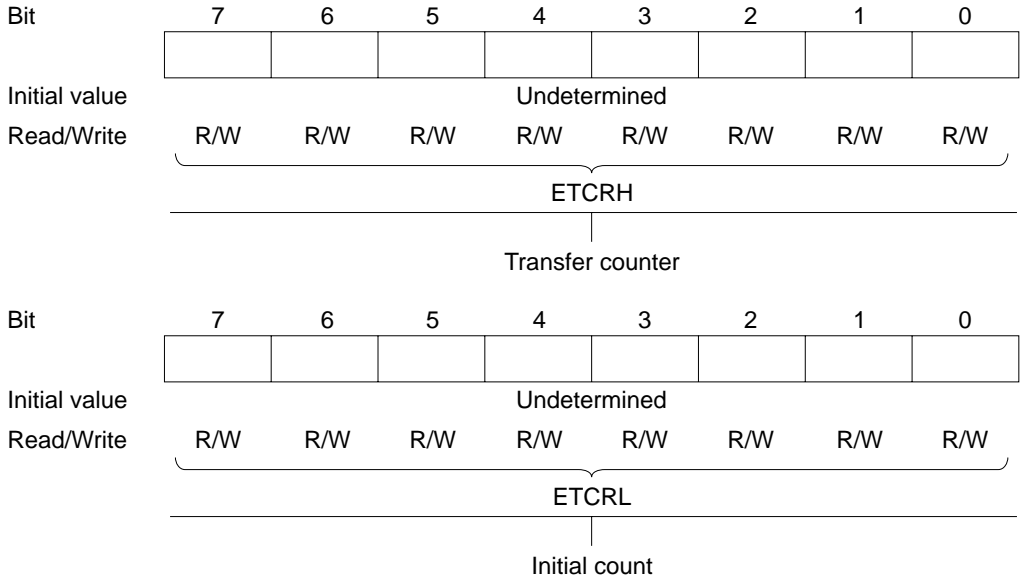 Bit 7 6 5 4 3 2 1 0
Initial value Undetermined
Read/Write R/W R/W R/W R/W R/W R/W R/W R/W
ETCRH
Transfer counter
Bit 7 6 5 4 3 2 1 0
Initial value Undetermined
Read/Write R/W R/W R/W R/W R/W R/W R/W R/W
ETCRL
Initial count